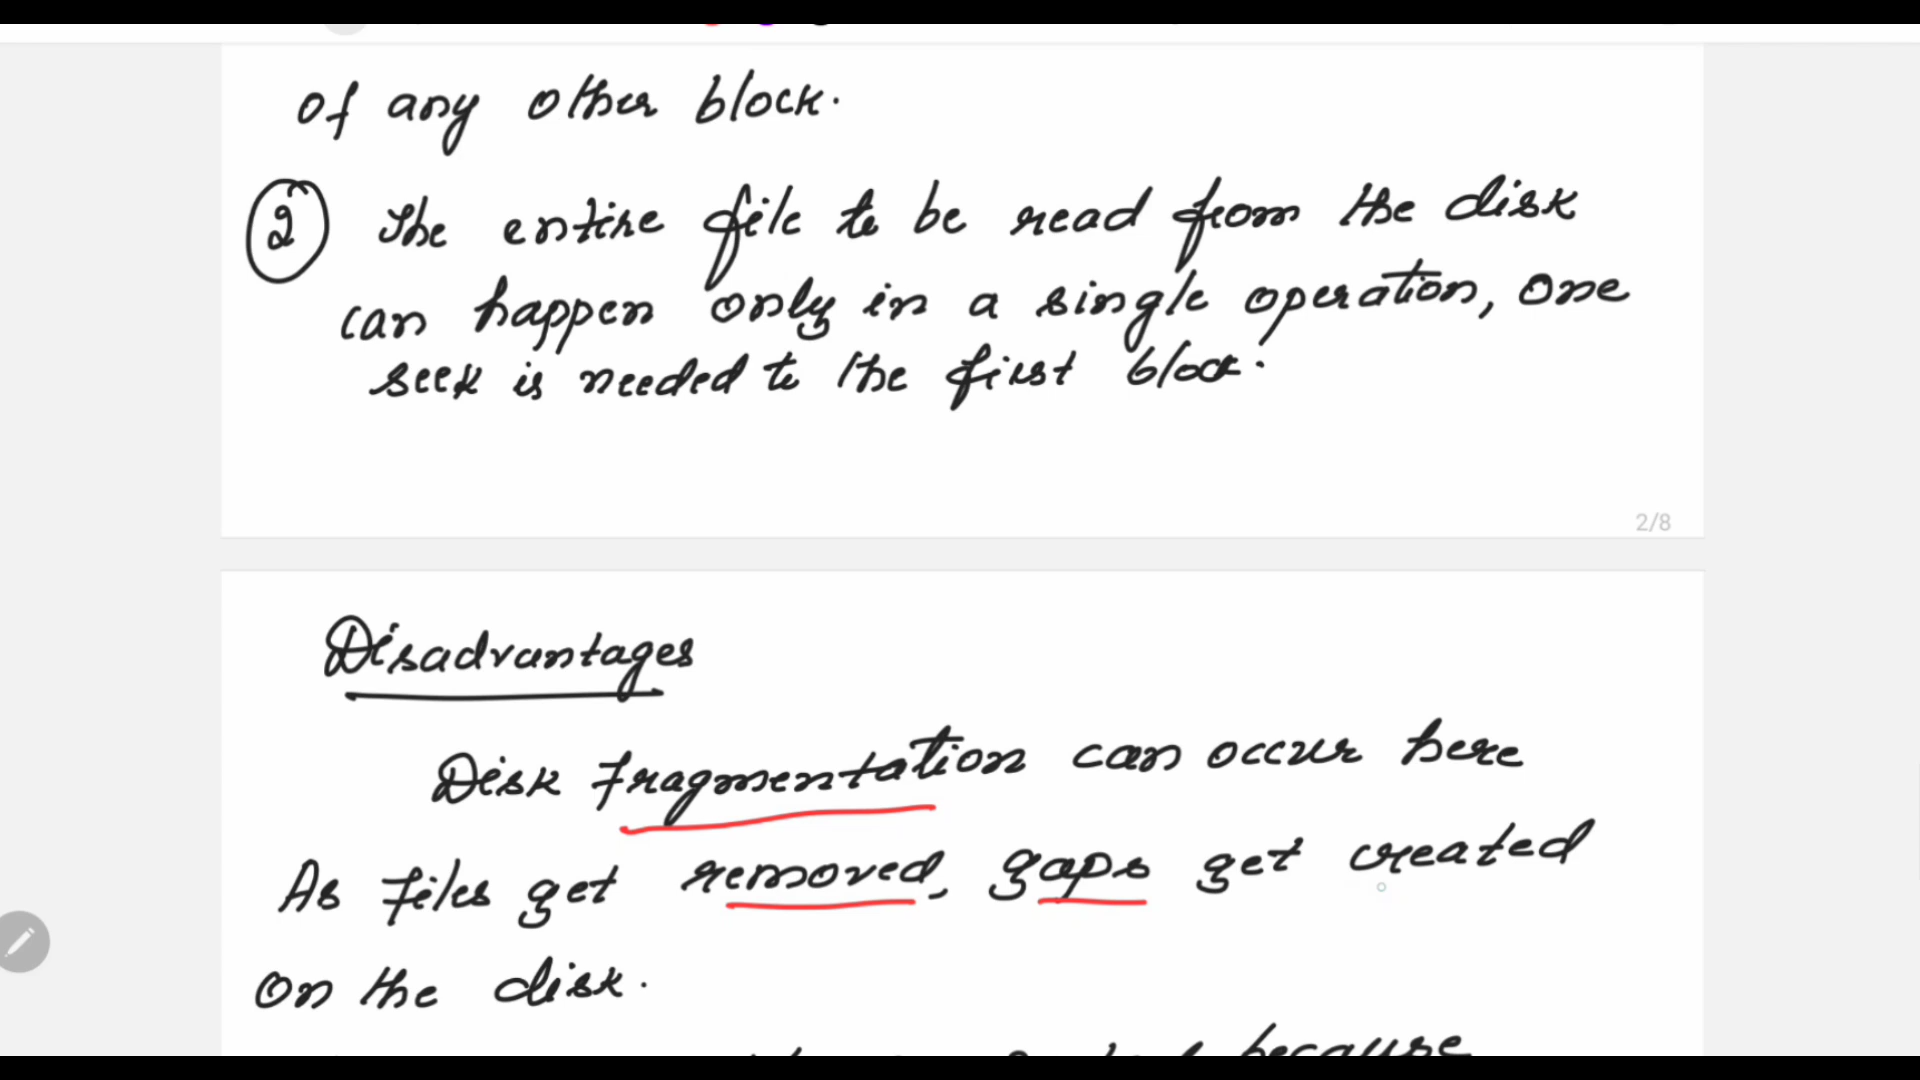 of any other block.
2 The entire file to be read from the disk
can happen only in a single operation, one
seek is needed to the first block.
2/8
Disadvantages
Disk fragmentation can occur here
As files get removed, gaps get created
on the disk.
because